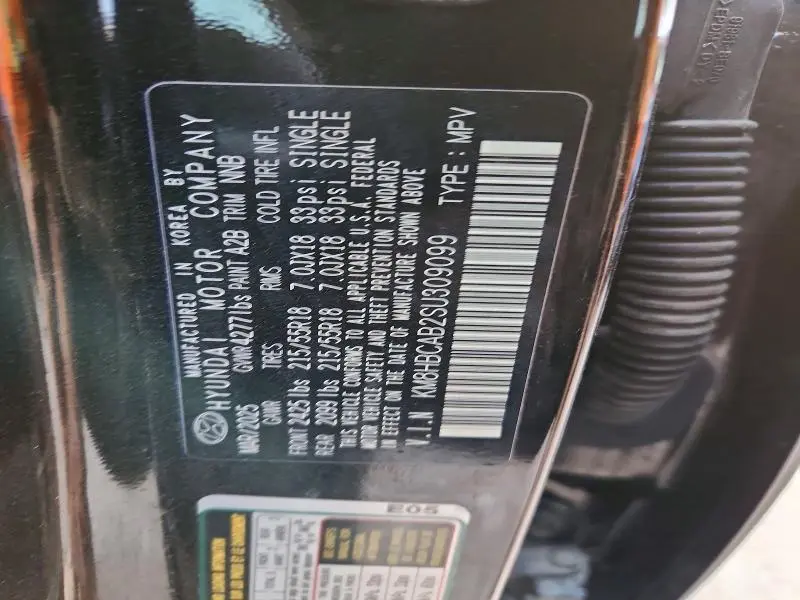 MANUFACTURED IN KOREA BY
HYUNDAI MOTOR COMPANY
MAR/2025 GVWR 4277lbs PAINT A2B TRIM NNB
GAWR TIRES RIMS COLD TIRE INFL
FRONT 2425 lbs 215/55R18 7.0JX18 33psi SINGLE
REAR 2099 lbs 215/55R18 7.0JX18 33psi SINGLE
THIS VEHICLE CONFORMS TO ALL APPLICABLE U.S.A. FEDERAL
MOTOR VEHICLE SAFETY AND THEFT PREVENTION STANDARDS
IN EFFECT ON THE DATE OF MANUFACTURE SHOWN ABOVE
V.I.N KM8HBCAB2SU309099 TYPE : MPV
E05